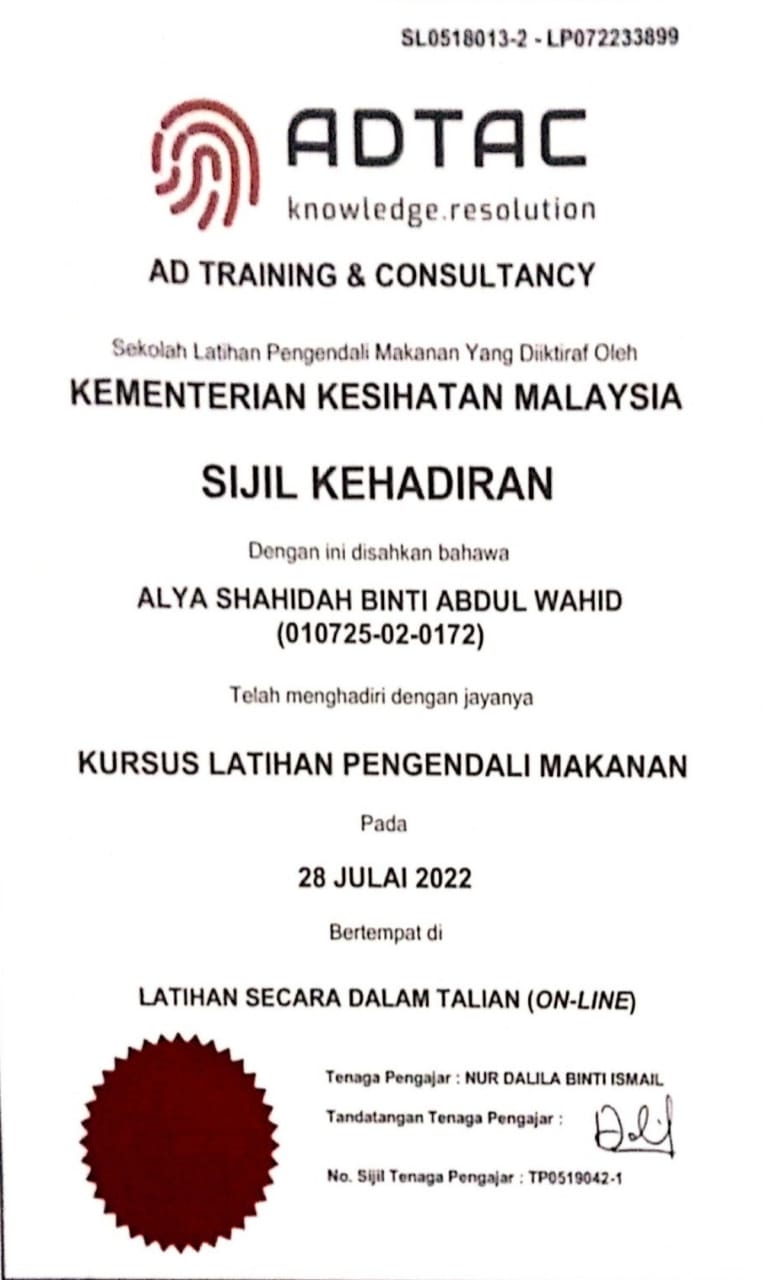 SL0518013-2 - LP072233899
ADTAC
knowledge.resolution
AD TRAINING & CONSULTANCY
Sekolah Latihan Pengendali Makanan Yang Diiktiraf Oleh
KEMENTERIAN KESIHATAN MALAYSIA
SIJIL KEHADIRAN
Dengan ini disahkan bahawa
ALYA SHAHIDAH BINTI ABDUL WAHID
(010725-02-0172)
Telah menghadiri dengan jayanya
KURSUS LATIHAN PENGENDALI MAKANAN
Pada
28 JULAI 2022
Bertempat di
LATIHAN SECARA DALAM TALIAN (ON-LINE)
Tenaga Pengajar : NUR DALILA BINTI ISMAIL
Tandatangan Tenaga Pengajar :
No. Sijil Tenaga Pengajar : TP0519042-1